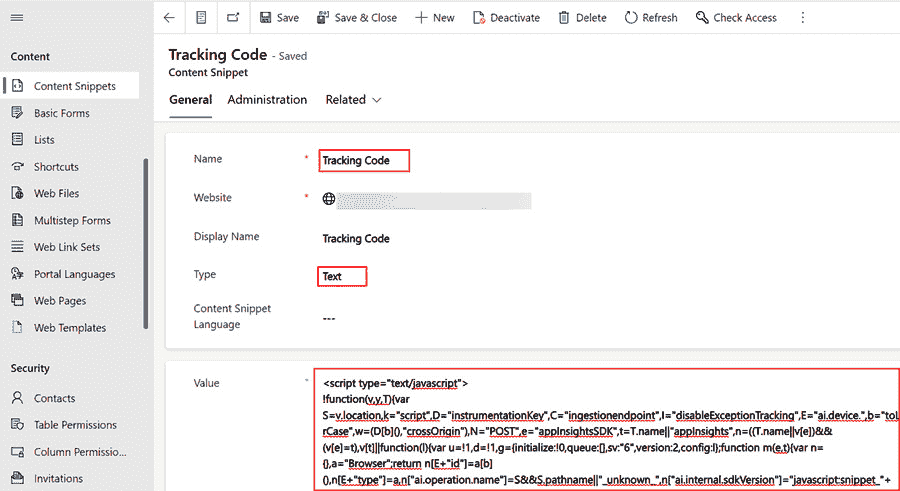 Save
Save & Close
New
Deactivate
Delete
Refresh
Check Access
Content
Content Snippets
Basic Forms
Lists
Shortcuts
Web Files
Multistep Forms
Web Link Sets
Portal Languages
Web Pages
Web Templates
Security
Contacts
Table Permissions
Column Permissio...
Invitations
Tracking Code - Saved
Content Snippet
General
Administration
Related
Name * Tracking Code
Website *
Display Name Tracking Code
Type Text
Content Snippet
Language
---
Value *
<script type="text/javascript">
!function(v,y,T){var
S=v.location,k="script",D="instrumentationKey",C="ingestionendpoint",I="disableExceptionTracking",E="ai.device.",b="toL
rCase",w=(D[b](),"crossOrigin"),N="POST",e="appInsightsSDK",t=T.name||"appInsights",n=((T.name||v[e])&&
(v[e]=t),v[t]||function(l){var u=!1,d=!1,g={initialize:!0,queue:[],sv:"6",version:2,config:l};function m(e,t){var n=
{},a="Browser";return n[E+"id"]=a[b]
(),n[E+"type"]=a,n["ai.operation.name"]=S&&S.pathname||"_unknown_",n["ai.internal.sdkVersion"]="javascript:snippet_"+